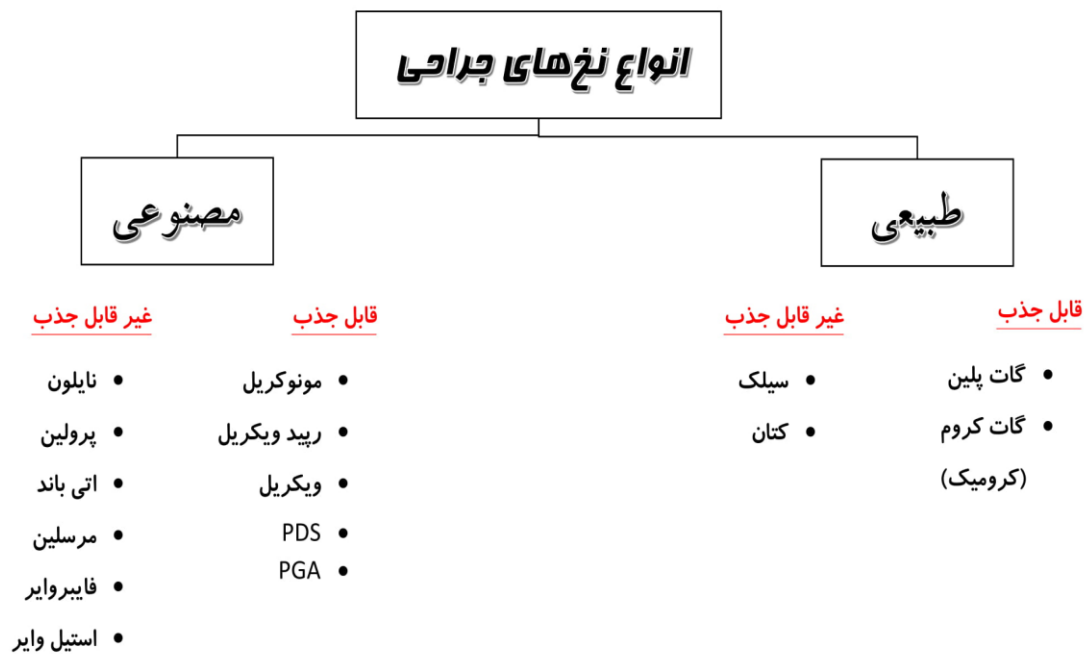 انواع نخ‌های جراحی
طبیعی
قابل جذب
گات پلین
گات کروم
(کرومیک)
غیر قابل جذب
سیلک
کتان
مصنوعی
قابل جذب
مونوکریل
رپید ویکریل
ویکریل
PDS
PGA
غیر قابل جذب
نایلون
پرولین
اتی باند
مرسلین
فایبروایر
استیل وایر